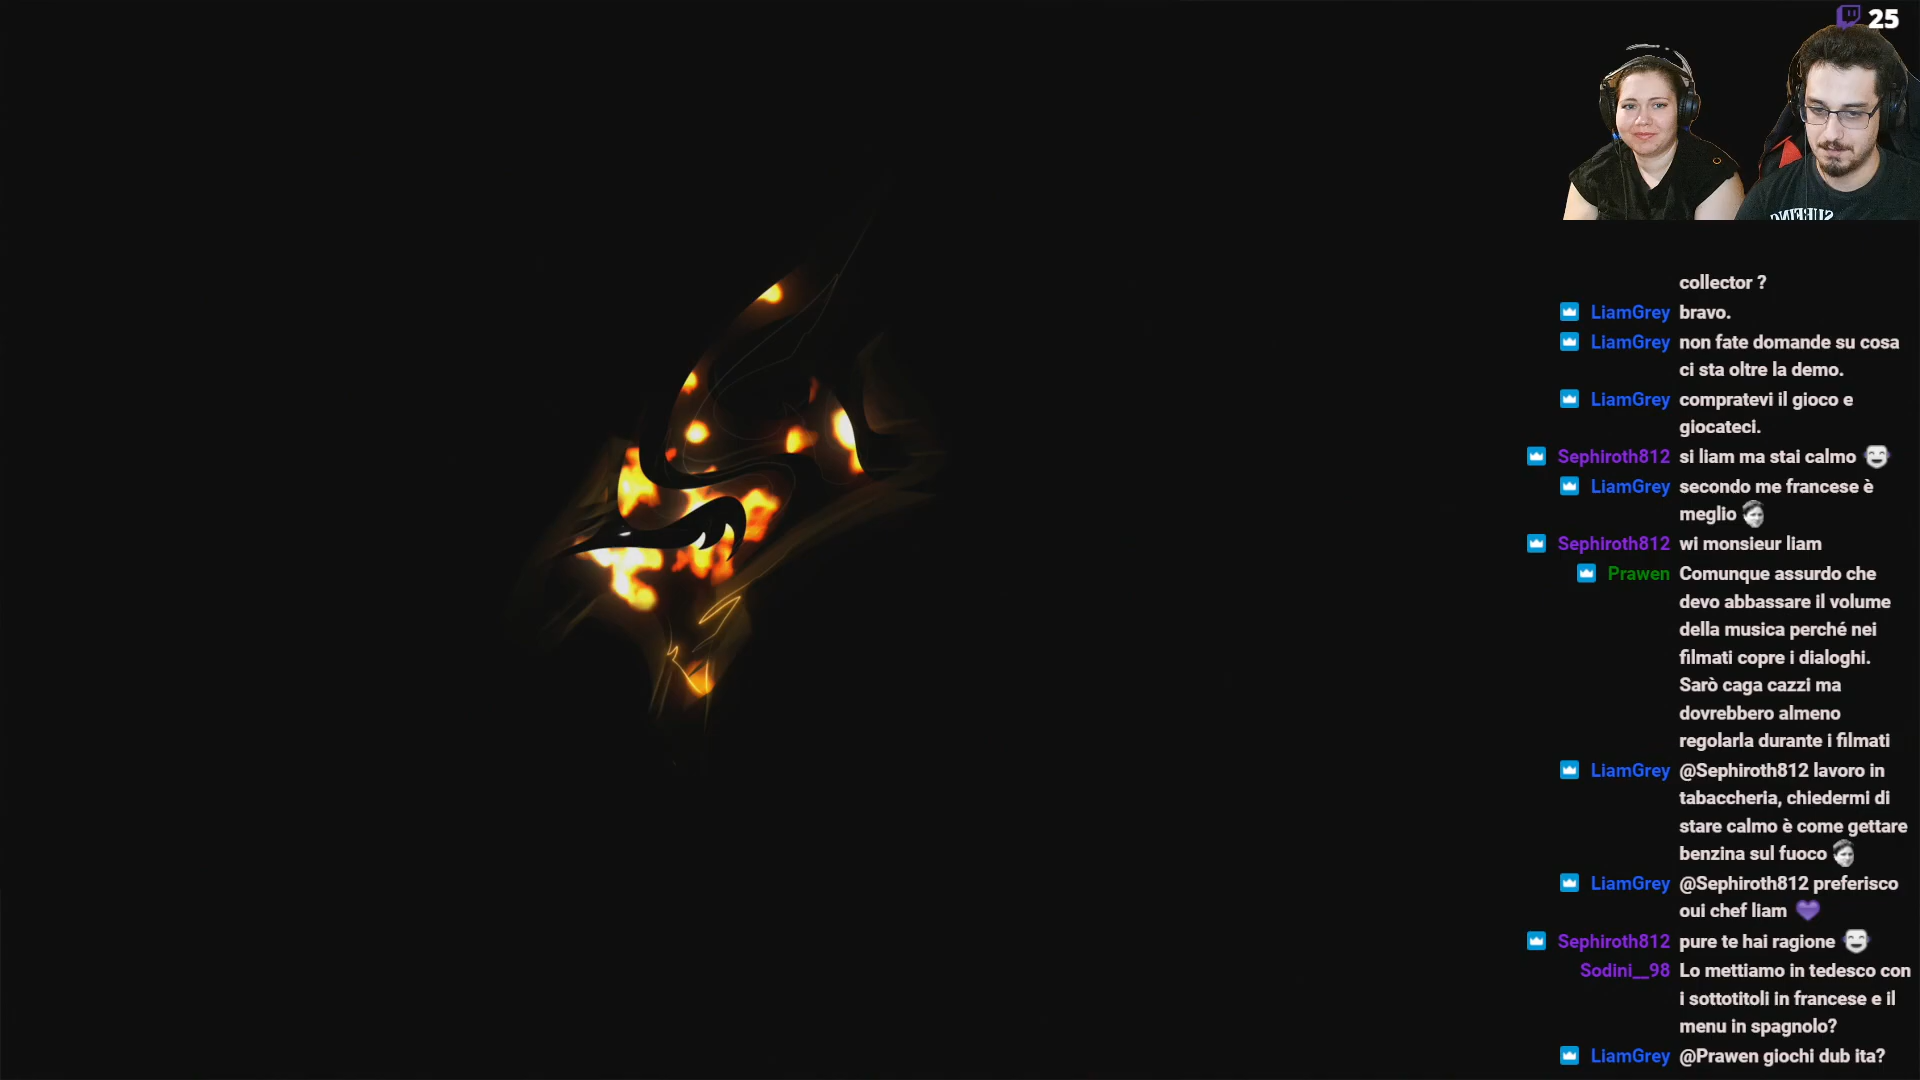 25
collector ?
LiamGrey bravo.
LiamGrey non fate domande su cosa
ci sta oltre la demo.
LiamGrey compratevi il gioco e
giocateci.
Sephiroth812 si liam ma stai calmo
LiamGrey secondo me francese è
meglio
Sephiroth812 wi monsieur liam
Prawen Comunque assurdo che
devo abbassare il volume
della musica perché nei
filmati copre i dialoghi.
Sarò caga cazzi ma
dovrebbero almeno
regolarla durante i filmati
LiamGrey @Sephiroth812 lavoro in
tabaccheria, chiedermi di
stare calmo è come gettare
benzina sul fuoco
LiamGrey @Sephiroth812 preferisco
oui chef liam
Sephiroth812 pure te hai ragione
Sodini__98 Lo mettiamo in tedesco con
i sottotitoli in francese e il
menu in spagnolo?
LiamGrey @Prawen giochi dub ita?